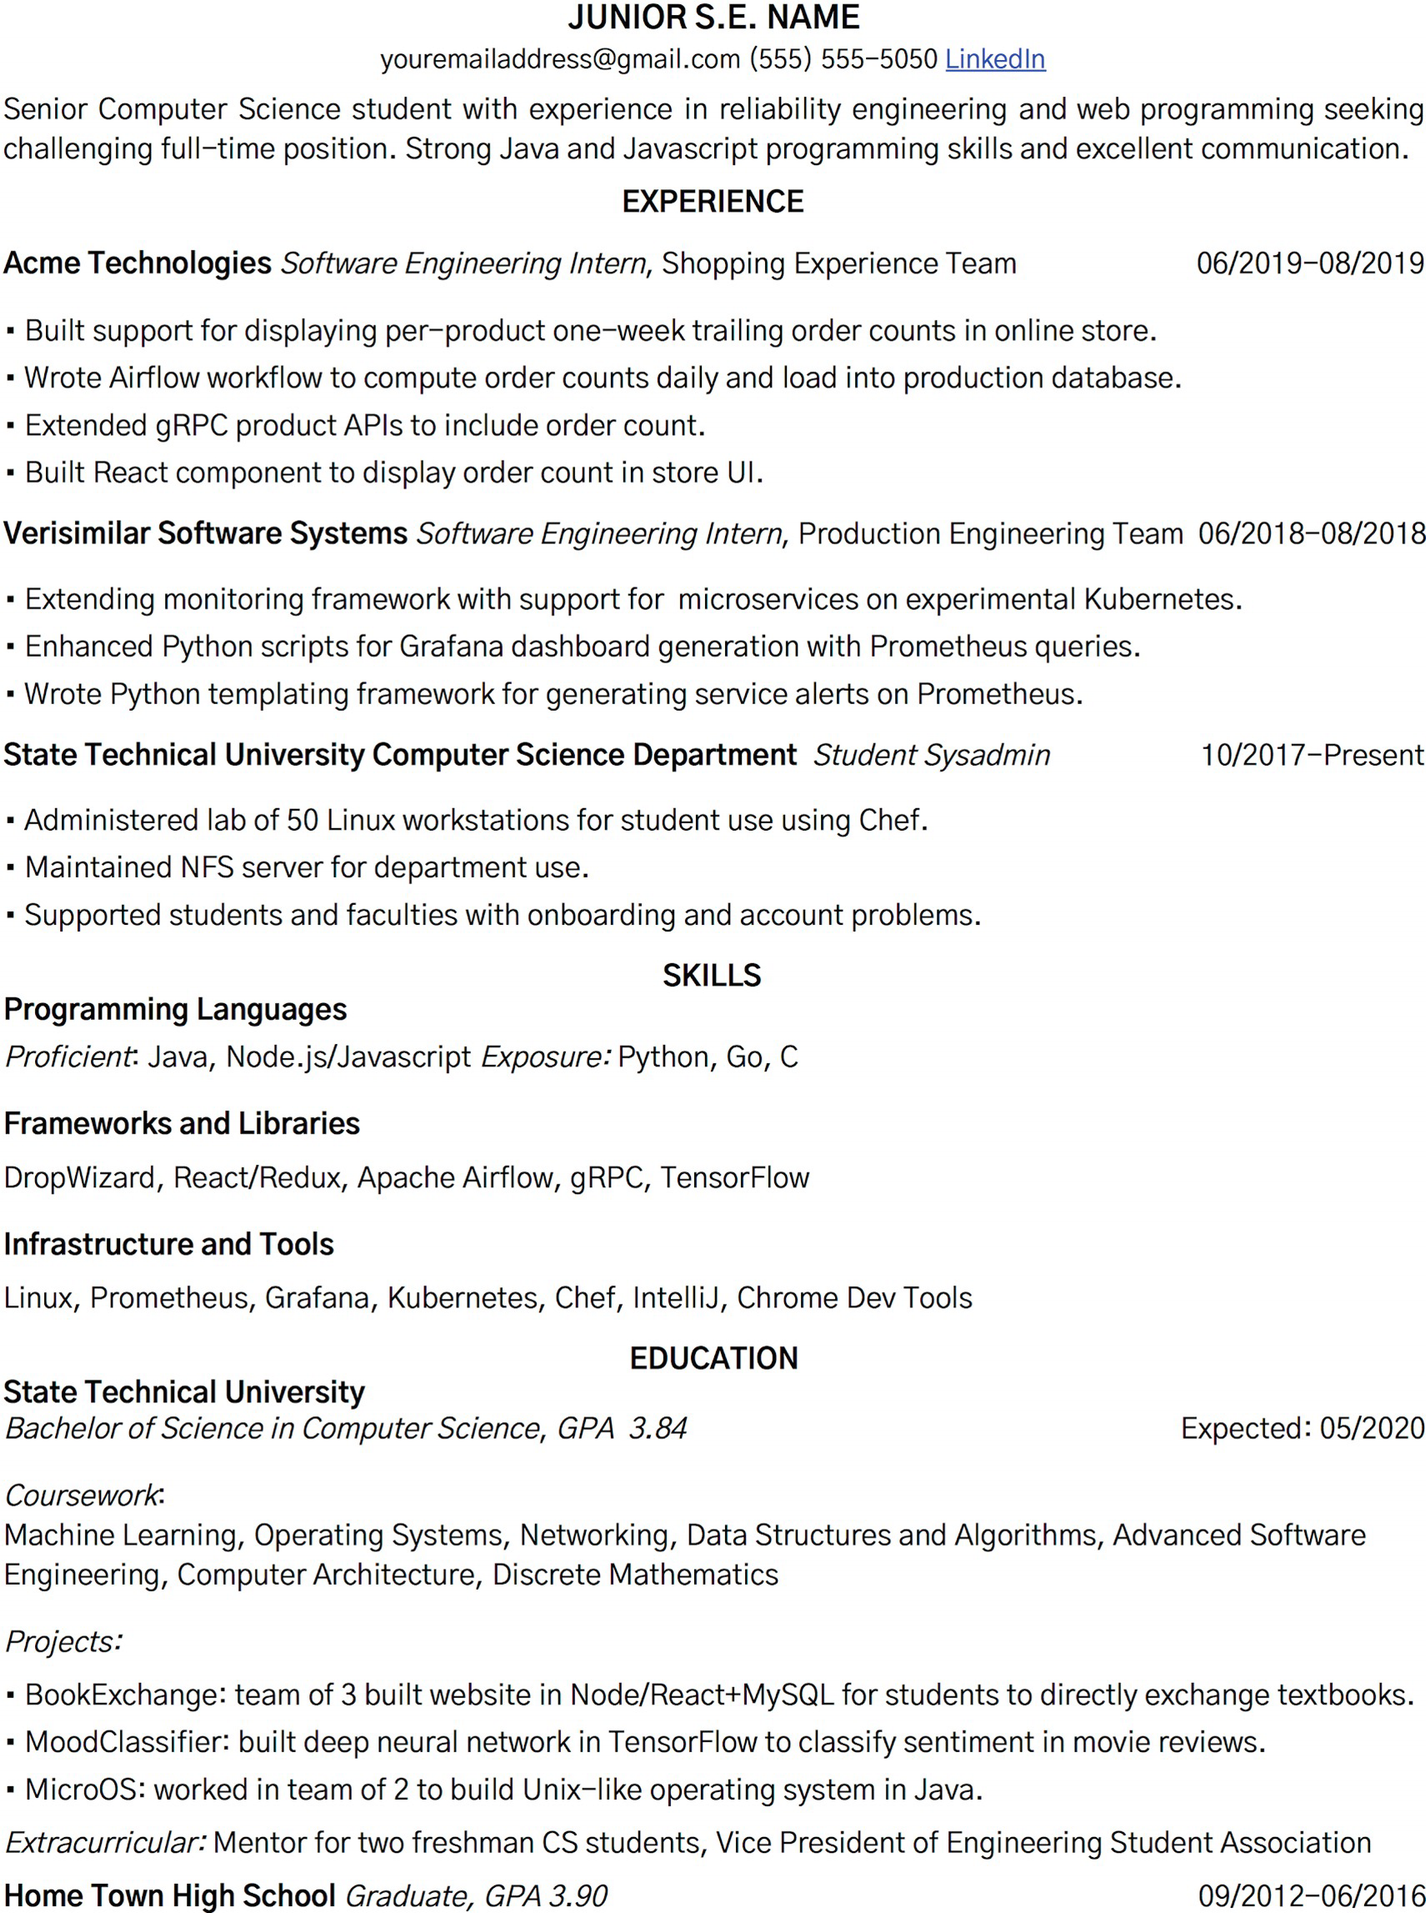 JUNIOR S.E. NAME
youremailaddress@gmail.com (555) 555-5050 LinkedIn
Senior Computer Science student with experience in reliability engineering and web programming seeking
challenging full-time position. Strong Java and Javascript programming skills and excellent communication.
EXPERIENCE
Acme Technologies Software Engineering Intern, Shopping Experience Team 06/2019-08/2019
▪ Built support for displaying per-product one-week trailing order counts in online store.
▪ Wrote Airflow workflow to compute order counts daily and load into production database.
▪ Extended gRPC product APIs to include order count.
▪ Built React component to display order count in store UI.
Verisimilar Software Systems Software Engineering Intern, Production Engineering Team 06/2018-08/2018
▪ Extending monitoring framework with support for microservices on experimental Kubernetes.
▪ Enhanced Python scripts for Grafana dashboard generation with Prometheus queries.
▪ Wrote Python templating framework for generating service alerts on Prometheus.
State Technical University Computer Science Department Student Sysadmin 10/2017-Present
▪ Administered lab of 50 Linux workstations for student use using Chef.
▪ Maintained NFS server for department use.
▪ Supported students and faculties with onboarding and account problems.
SKILLS
Programming Languages
Proficient: Java, Node.js/Javascript Exposure: Python, Go, C
Frameworks and Libraries
DropWizard, React/Redux, Apache Airflow, gRPC, TensorFlow
Infrastructure and Tools
Linux, Prometheus, Grafana, Kubernetes, Chef, IntelliJ, Chrome Dev Tools
EDUCATION
State Technical University
Bachelor of Science in Computer Science, GPA 3.84 Expected: 05/2020
Coursework:
Machine Learning, Operating Systems, Networking, Data Structures and Algorithms, Advanced Software
Engineering, Computer Architecture, Discrete Mathematics
Projects:
▪ BookExchange: team of 3 built website in Node/React+MySQL for students to directly exchange textbooks.
▪ MoodClassifier: built deep neural network in TensorFlow to classify sentiment in movie reviews.
▪ MicroOS: worked in team of 2 to build Unix-like operating system in Java.
Extracurricular: Mentor for two freshman CS students, Vice President of Engineering Student Association
Home Town High School Graduate, GPA 3.90 09/2012-06/2016